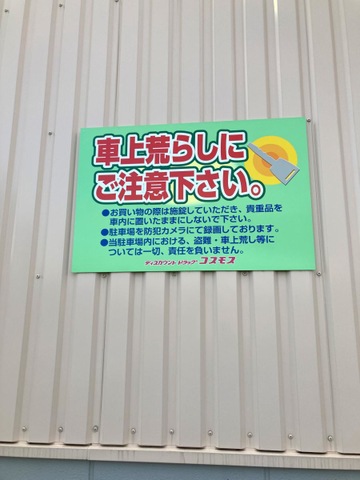 車上荒らしに
ご注意下さい。
●お買い物の際は施錠していただき、貴重品を
車内に置いたままにしないで下さい。
●駐車場を防犯カメラにて録画しております。
●当駐車場内における、盗難・車上荒し等に
ついては一切、責任を負いません。
ディスカウント ドラッグ コスモス